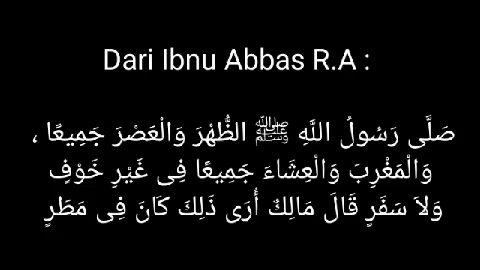 Dari Ibnu Abbas R.A :
صَلَّى رَسُولُ اللَّهِ ﷺ الظُّهْرَ وَالْعَصْرَ جَمِيعًا ،
وَالْمَغْرِبَ وَالْعِشَاءَ جَمِيعًا فِى غَيْرِ خَوْفٍ
وَلاَ سَفَرٍ قَالَ مَالِكٌ أُرَى ذَلِكَ كَانَ فِى مَطَرٍ